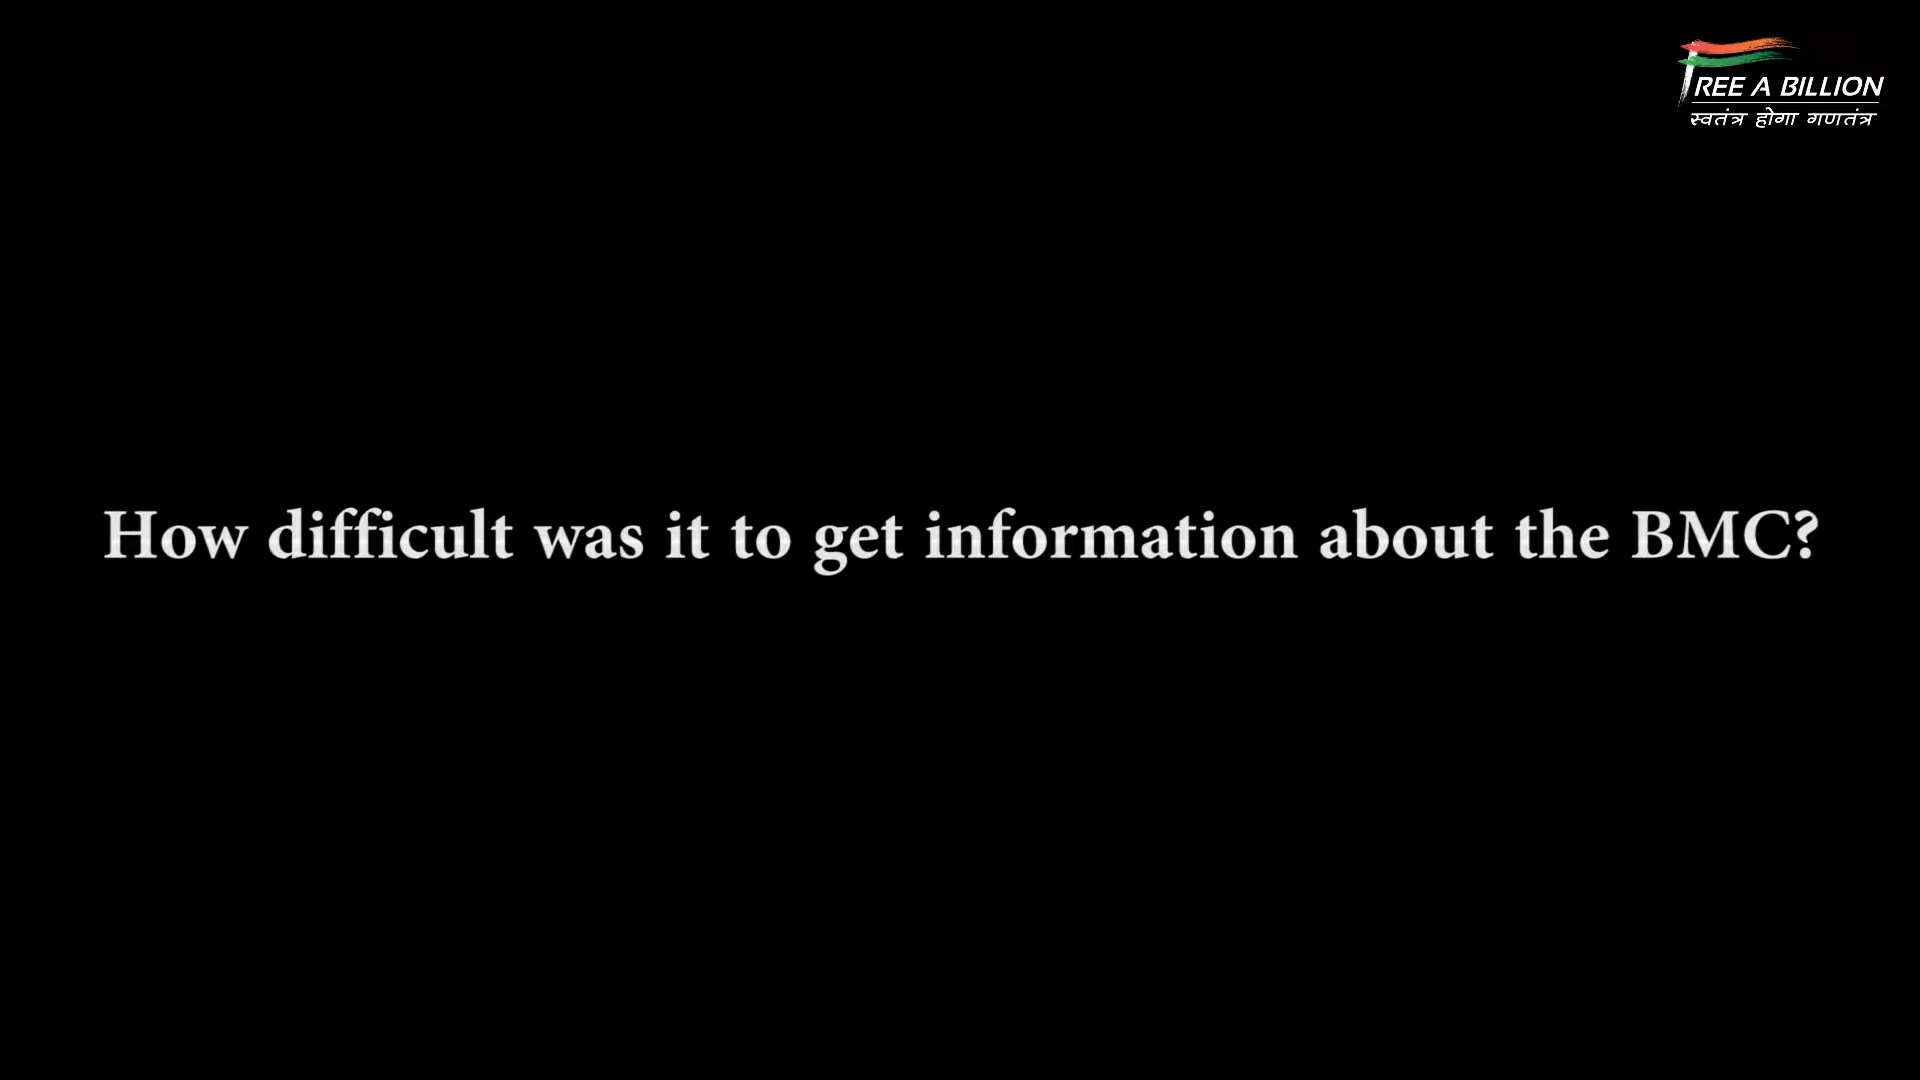 FREE A BILLION
स्वतंत्र होगा गणतंत्र
How difficult was it to get information about the BMC?